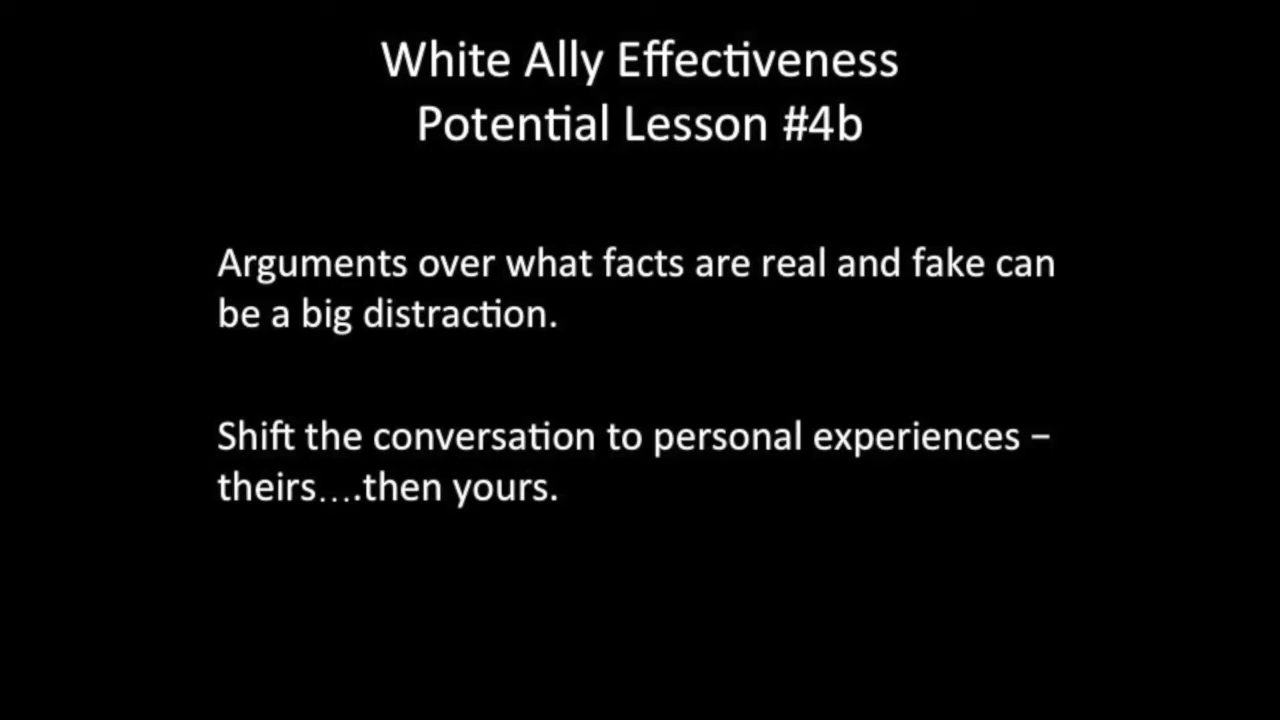 White Ally Effectiveness
Potential Lesson #4b
Arguments over what facts are real and fake can
be a big distraction.
Shift the conversation to personal experiences –
theirs….then yours.